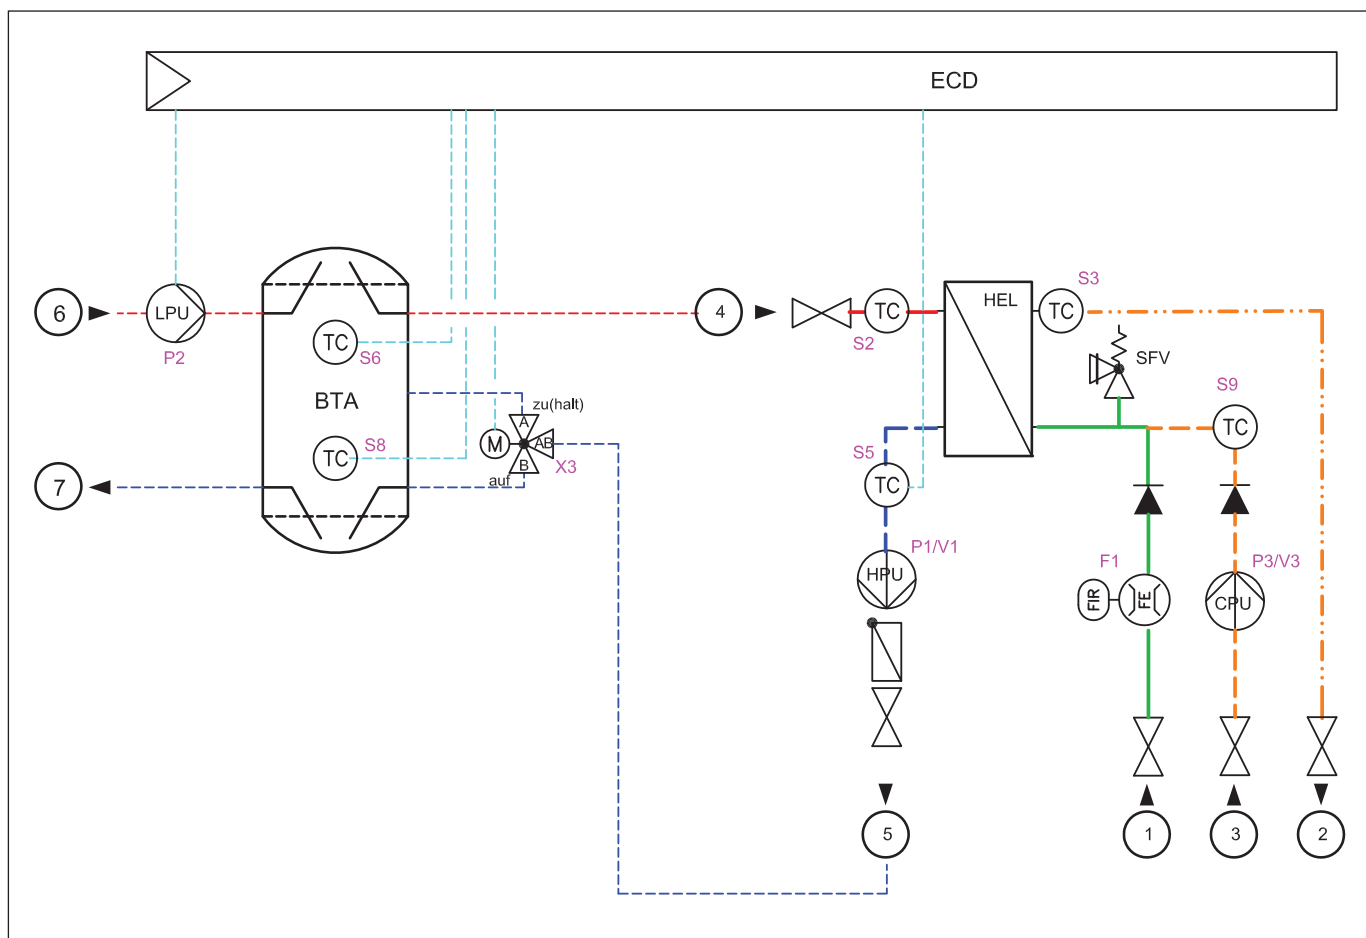 ECD
6
LPU
P2
TC
S6
BTA
TC
S8
7
zu(halt)
A
M
AB
B
X3
auf
4
TC
S2
HEL
TC
S3
SFV
S9
TC
S5
TC
P1/V1
HPU
F1
FIR
FE
P3/V3
CPU
5
1
3
2